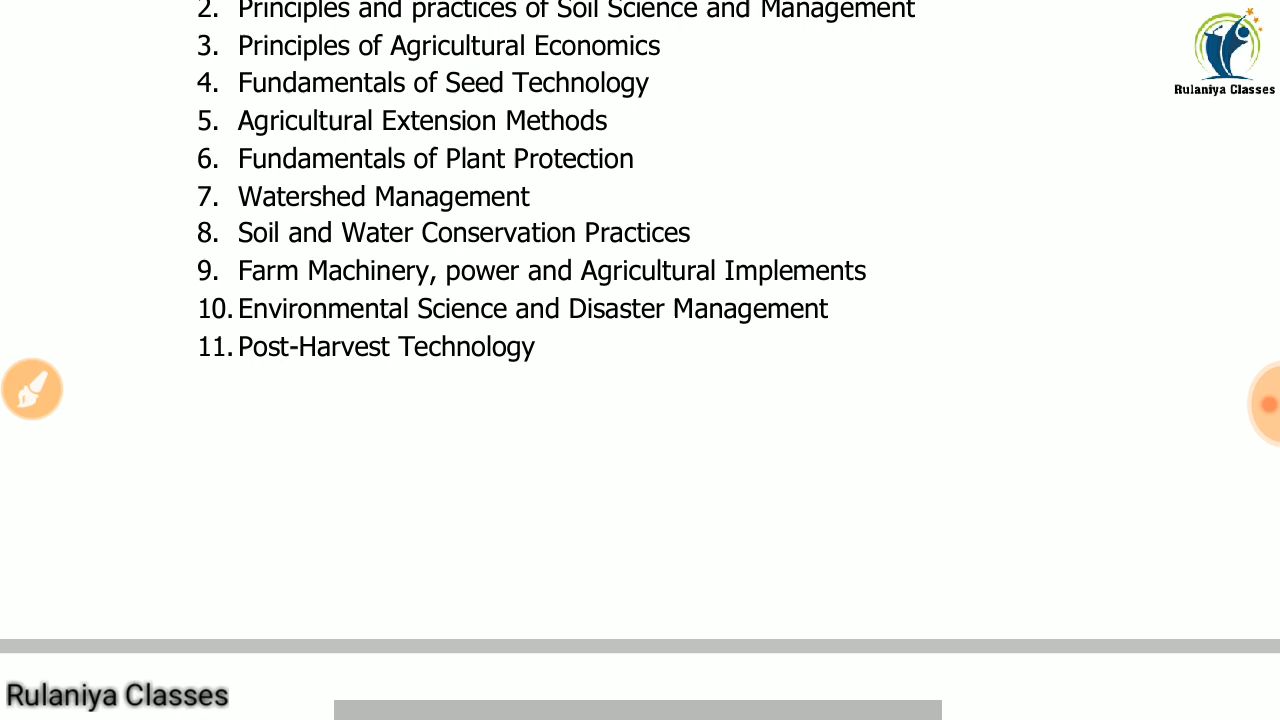 2. Principles and practices of Soil Science and Management
3. Principles of Agricultural Economics
4. Fundamentals of Seed Technology
5. Agricultural Extension Methods
6. Fundamentals of Plant Protection
7. Watershed Management
8. Soil and Water Conservation Practices
9. Farm Machinery, power and Agricultural Implements
10. Environmental Science and Disaster Management
11. Post-Harvest Technology
Rulaniya Classes
Rulaniya Classes